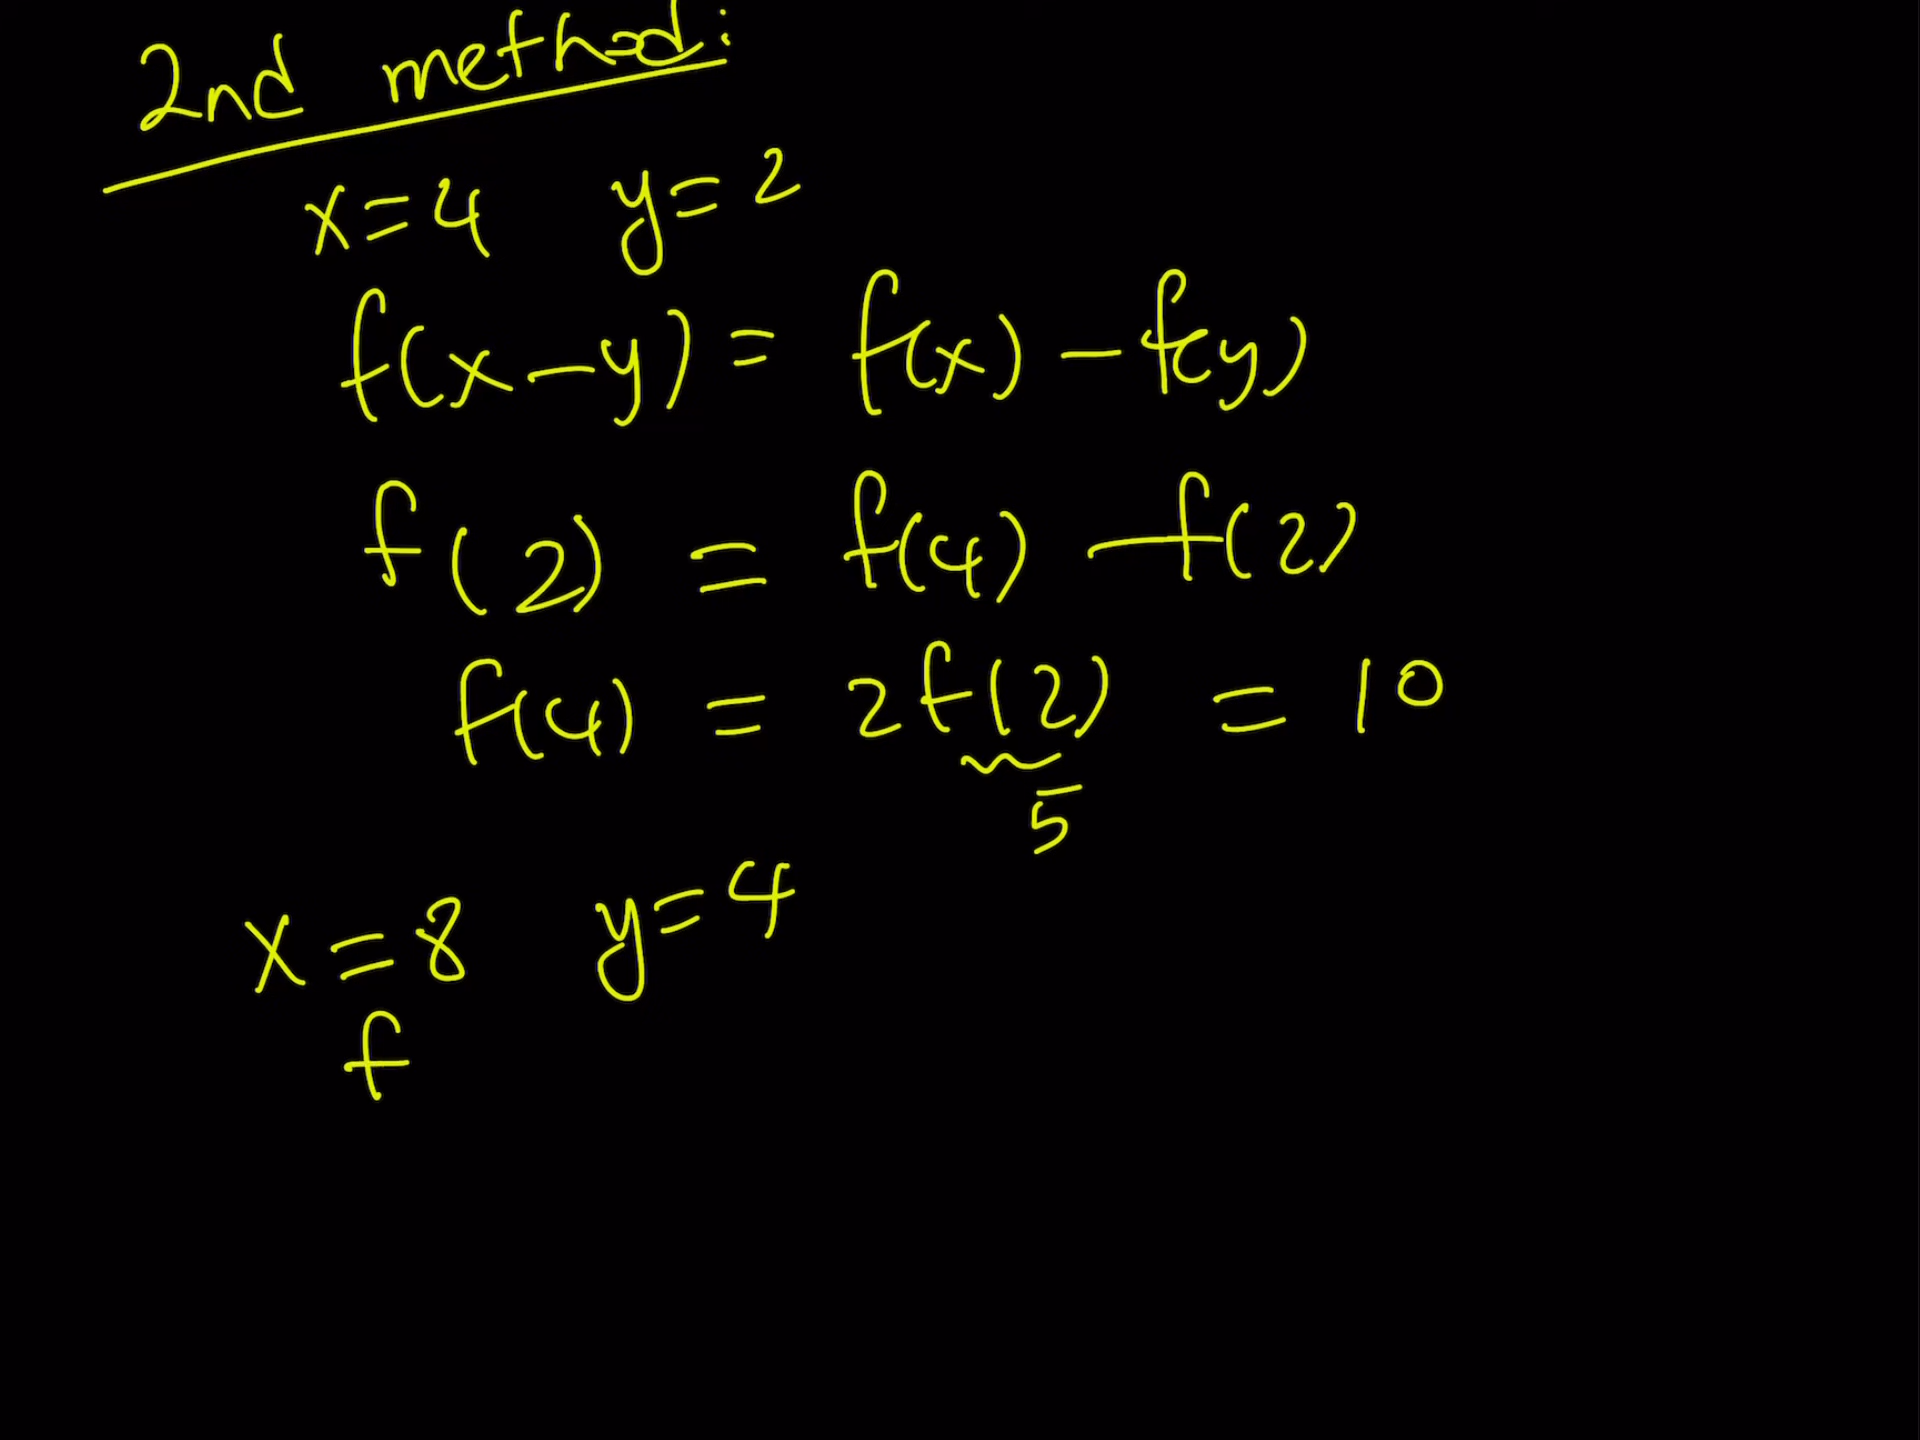 2nd method:
x=4 y=2
f(x-y) = f(x) - f(y)
f(2) = f(4) - f(2)
f(4) = 2f(2) = 10
5
x=8 y=4
f